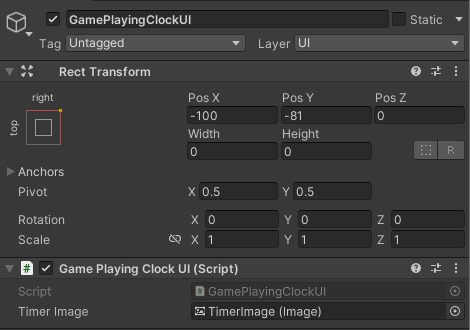 GamePlayingClockUI Static
Tag Untagged Layer UI
Rect Transform
right
top
Pos X Pos Y Pos Z
-100 -81 0
Width Height
0 0
R
Anchors
Pivot X 0.5 Y 0.5
Rotation X 0 Y 0 Z 0
Scale X 1 Y 1 Z 1
# Game Playing Clock UI (Script)
Script GamePlayingClockUI
Timer Image TimerImage (Image)